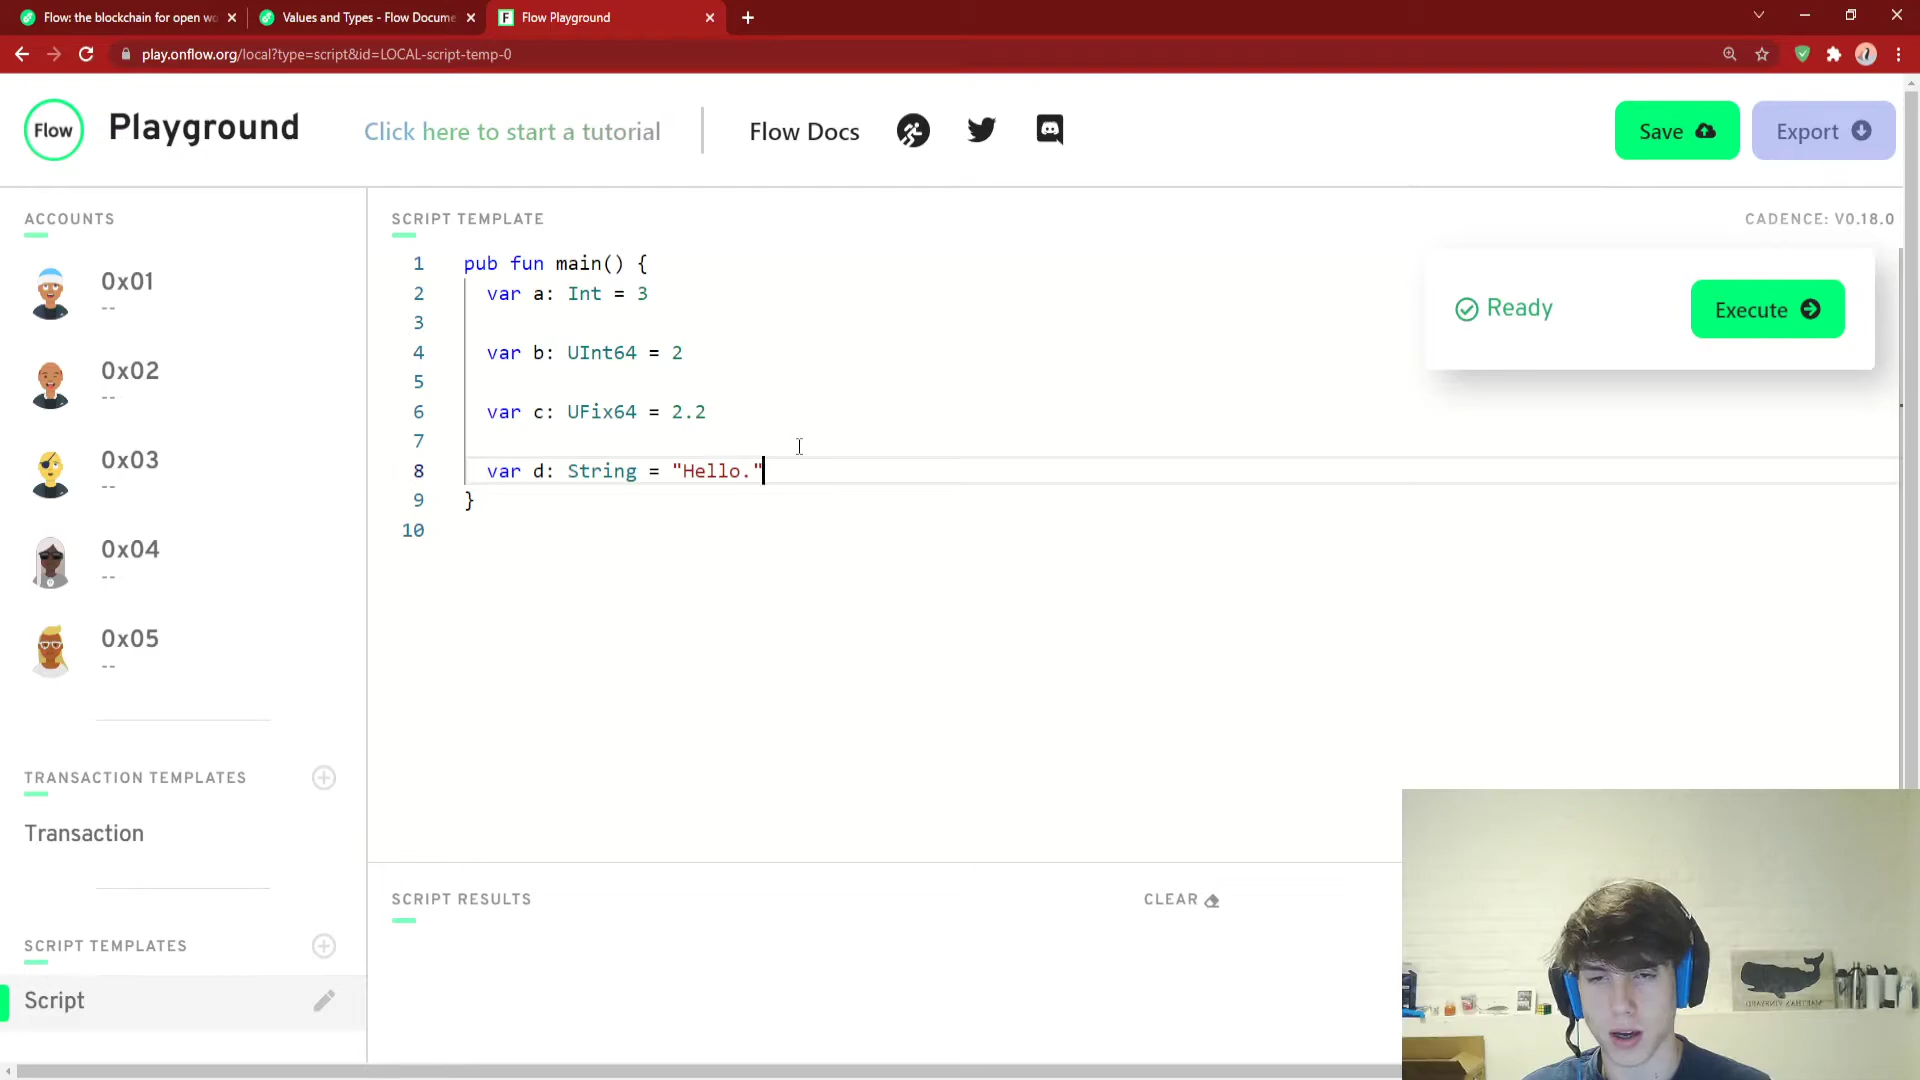 Flow: the blockchain for open wo
Values and Types - Flow Docume
Flow Playground
play.onflow.org/local?type=script&id=LOCAL-script-temp-0
Flow
Playground
Click here to start a tutorial
Flow Docs
Save
Export
ACCOUNTS
0x01
--
0x02
--
0x03
--
0x04
--
0x05
--
TRANSACTION TEMPLATES
Transaction
SCRIPT TEMPLATES
Script
SCRIPT TEMPLATE
CADENCE: V0.18.0
1 pub fun main() {
2 var a: Int = 3
3
4 var b: UInt64 = 2
5
6 var c: UFix64 = 2.2
7
8 var d: String = "Hello."
9 }
10
Ready
Execute
SCRIPT RESULTS
CLEAR